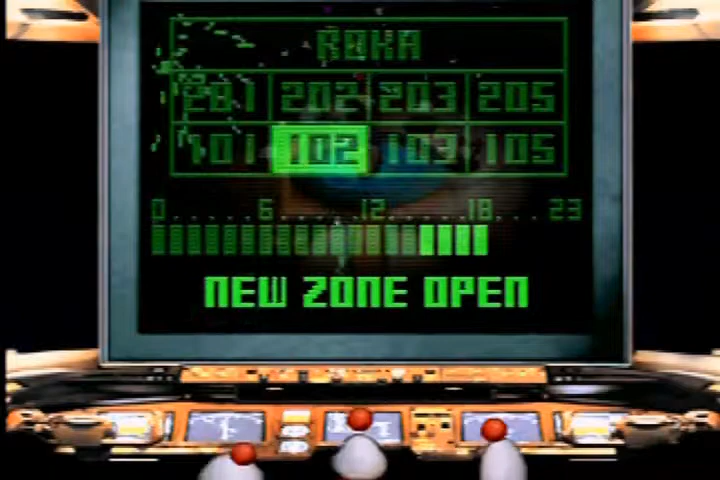 ROKA
201 202 203 205
101 102 103 105
0.....6.....12.....18...23
NEW ZONE OPEN